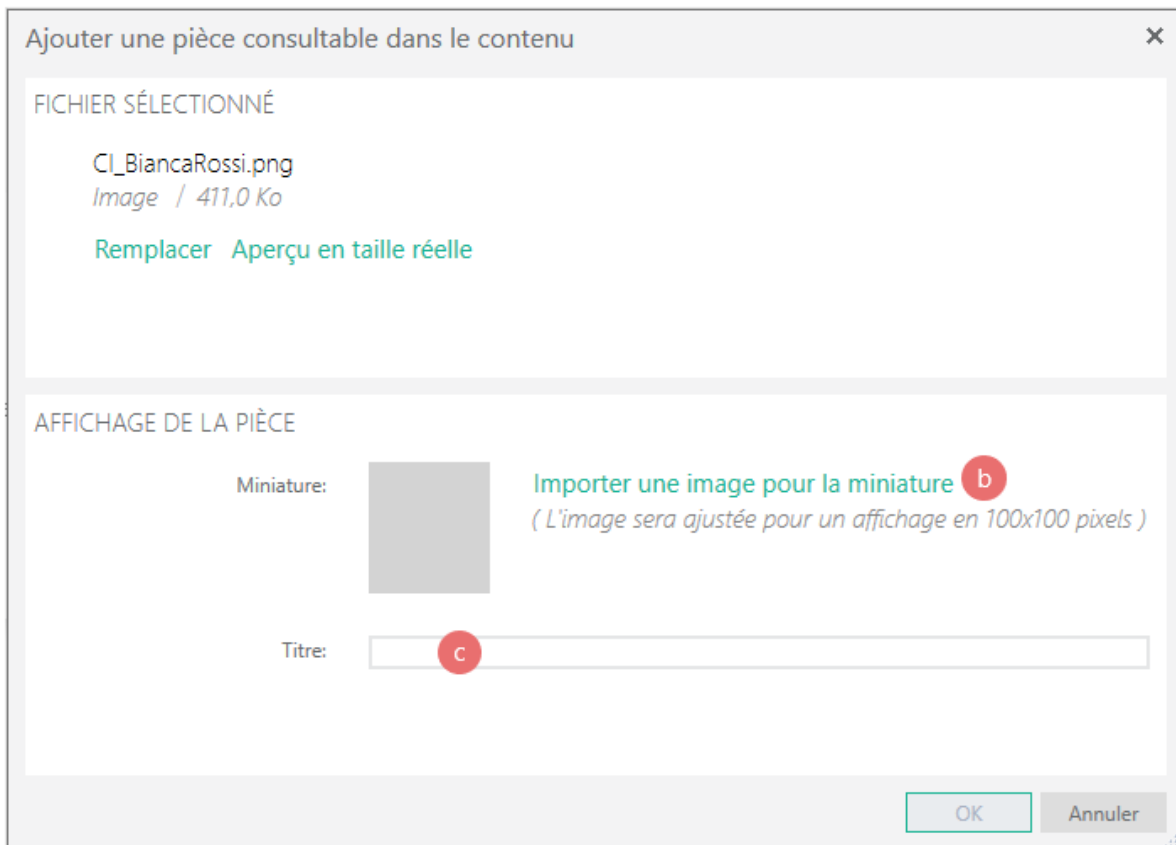 Ajouter une pièce consultable dans le contenu
FICHIER SÉLECTIONNÉ
CI_BiancaRossi.png
Image / 411,0 Ko
Remplacer Aperçu en taille réelle
AFFICHAGE DE LA PIÈCE
Miniature:
Importer une image pour la miniature b
( L'image sera ajustée pour un affichage en 100x100 pixels )
Titre:
c
OK Annuler